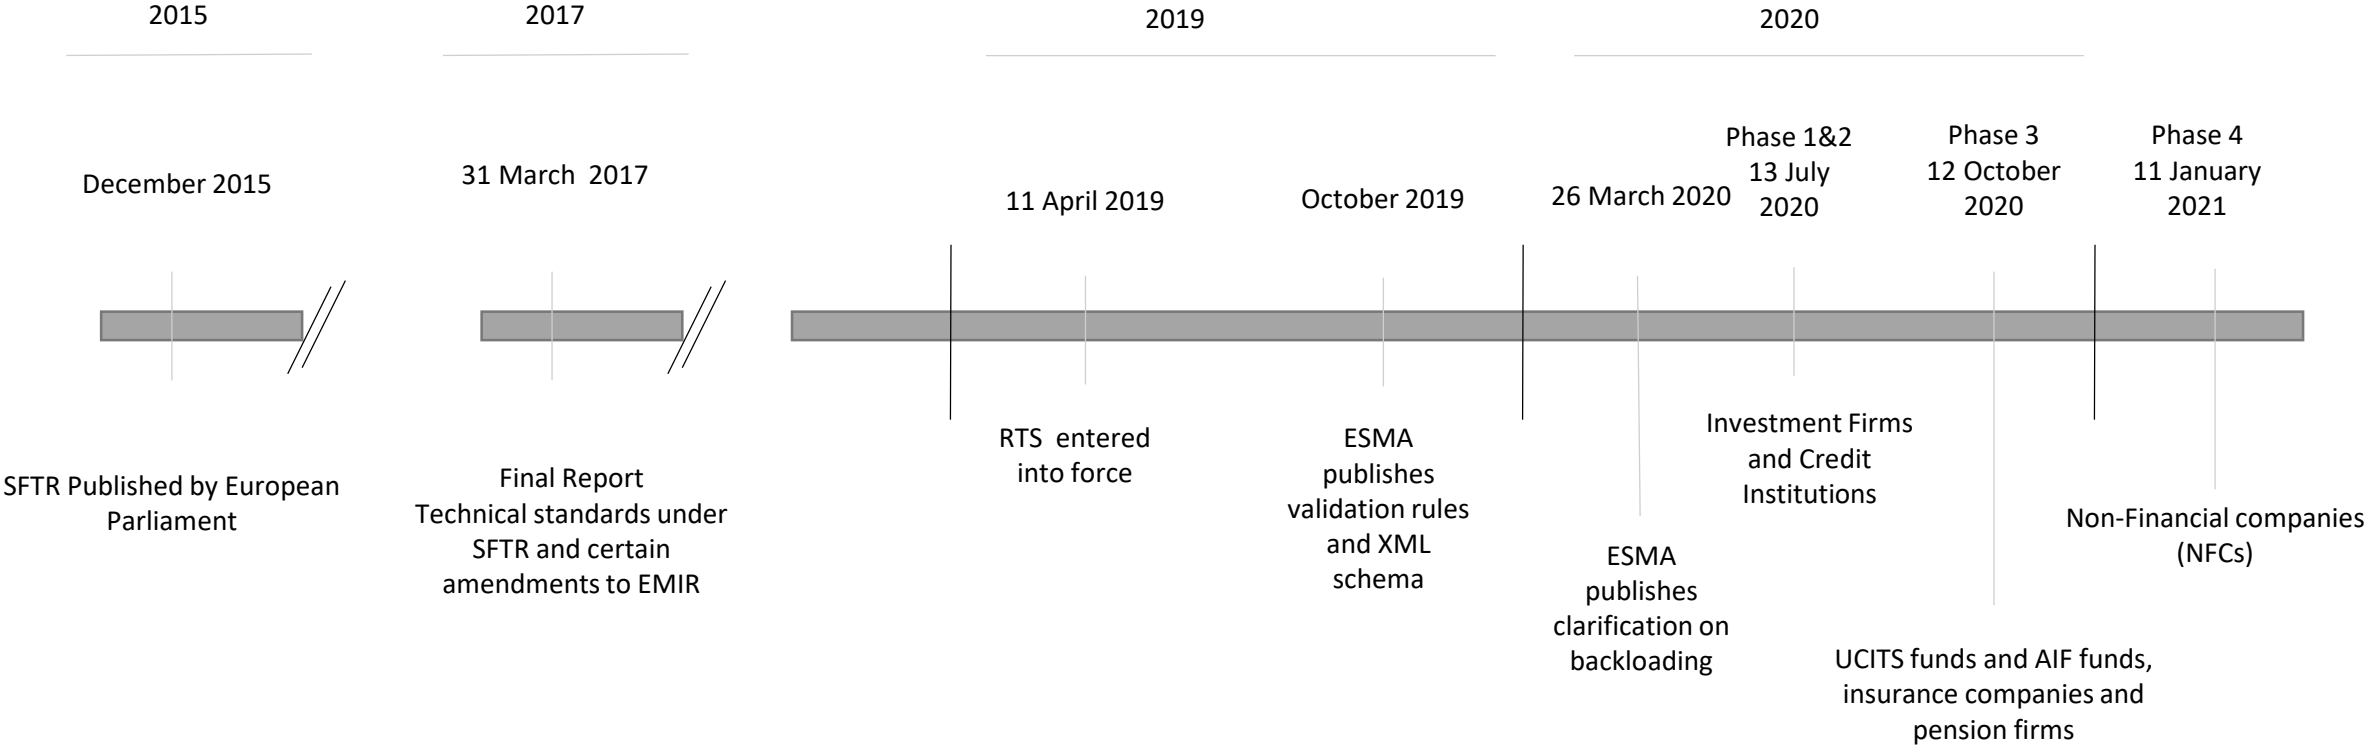 2015
2017
2019
2020
December 2015
31 March  2017
11 April 2019
October 2019
26 March 2020
Phase 1&2
13 July
2020
Phase 3
12 October
2020
Phase 4
11 January
2021
SFTR Published by European
Parliament
Final Report
Technical standards under
SFTR and certain
amendments to EMIR
RTS  entered
into force
ESMA
publishes
validation rules
and XML
schema
ESMA
publishes
clarification on
backloading
Investment Firms
and Credit
Institutions
UCITS funds and AIF funds,
insurance companies and
pension firms
Non-Financial companies
(NFCs)